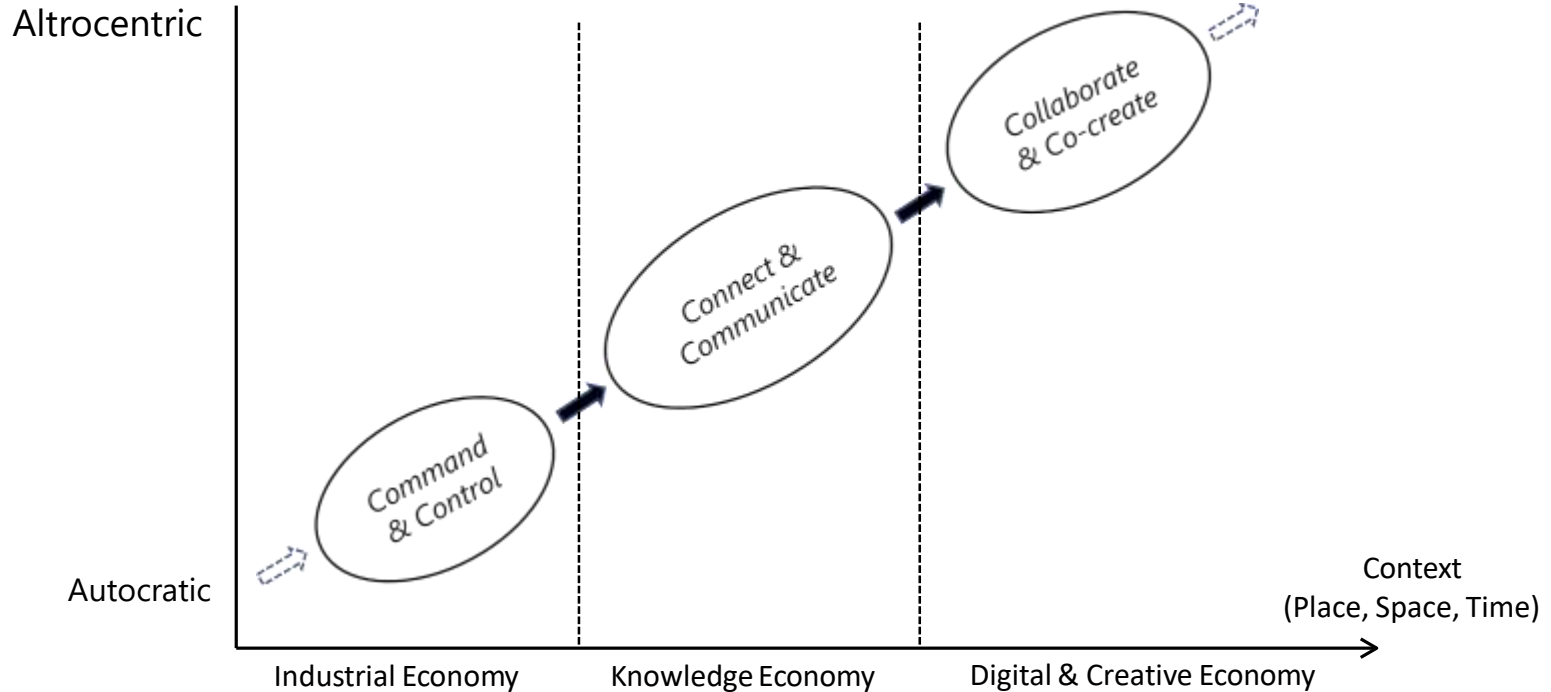 Altrocentric
Collaborate
& Co-create
Connect &
Communicate
Command
& Control
Autocratic
Context
(Place, Space, Time)
Industrial Economy
Knowledge Economy
Digital & Creative Economy